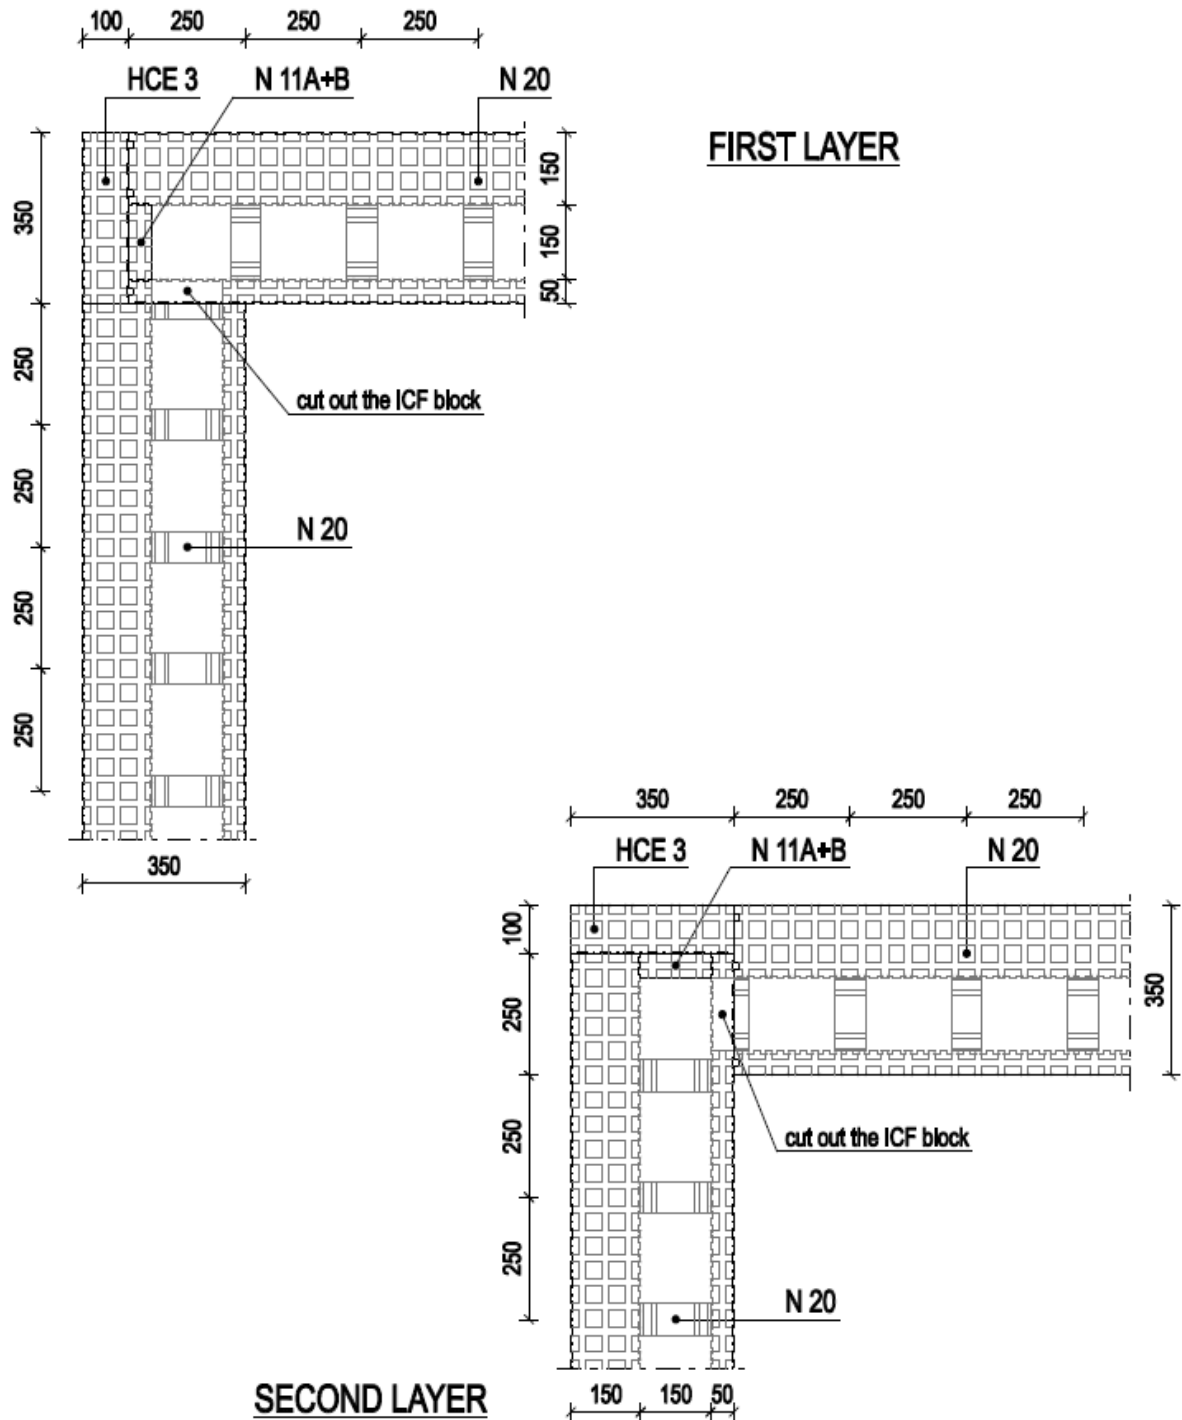 100 250 250 250
HCE 3 N 11A+B N 20
FIRST LAYER
350
150
150
50
250
cut out the ICF block
250
N 20
250
250
350
350 250 250 250
HCE 3 N 11A+B N 20
100
350
250
250
cut out the ICF block
250
N 20
SECOND LAYER
150 150 50